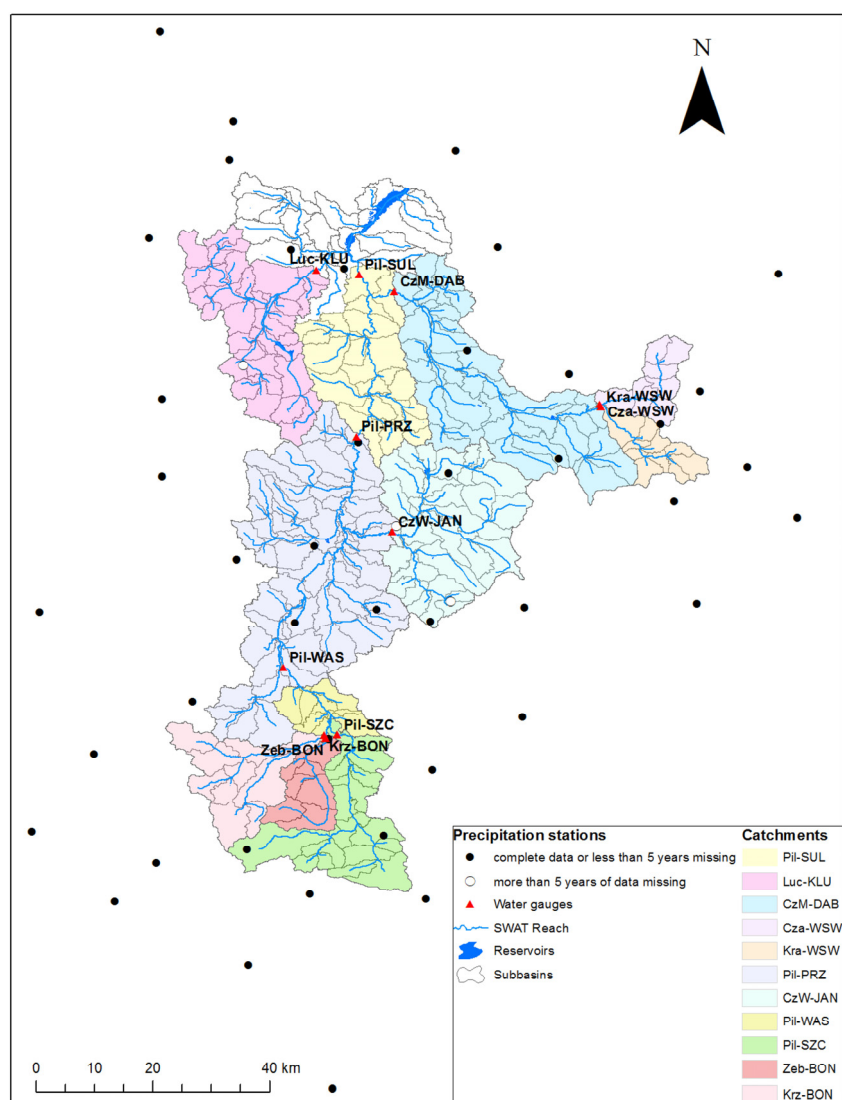 N
Luc-KLU
Pil-SUL
CzM-DAB
Kra-WSW
Cza-WSW
Pil-PRZ
CzW-JAN
Pil-WAS
Pil-SZC
Zeb-BON
Krz-BON
Precipitation stations
complete data or less than 5 years missing
more than 5 years of data missing
Water gauges
SWAT Reach
Reservoirs
Subbasins
Catchments
Pil-SUL
Luc-KLU
CzM-DAB
Cza-WSW
Kra-WSW
Pil-PRZ
CzW-JAN
Pil-WAS
Pil-SZC
Zeb-BON
Krz-BON
0 10 20 40 km